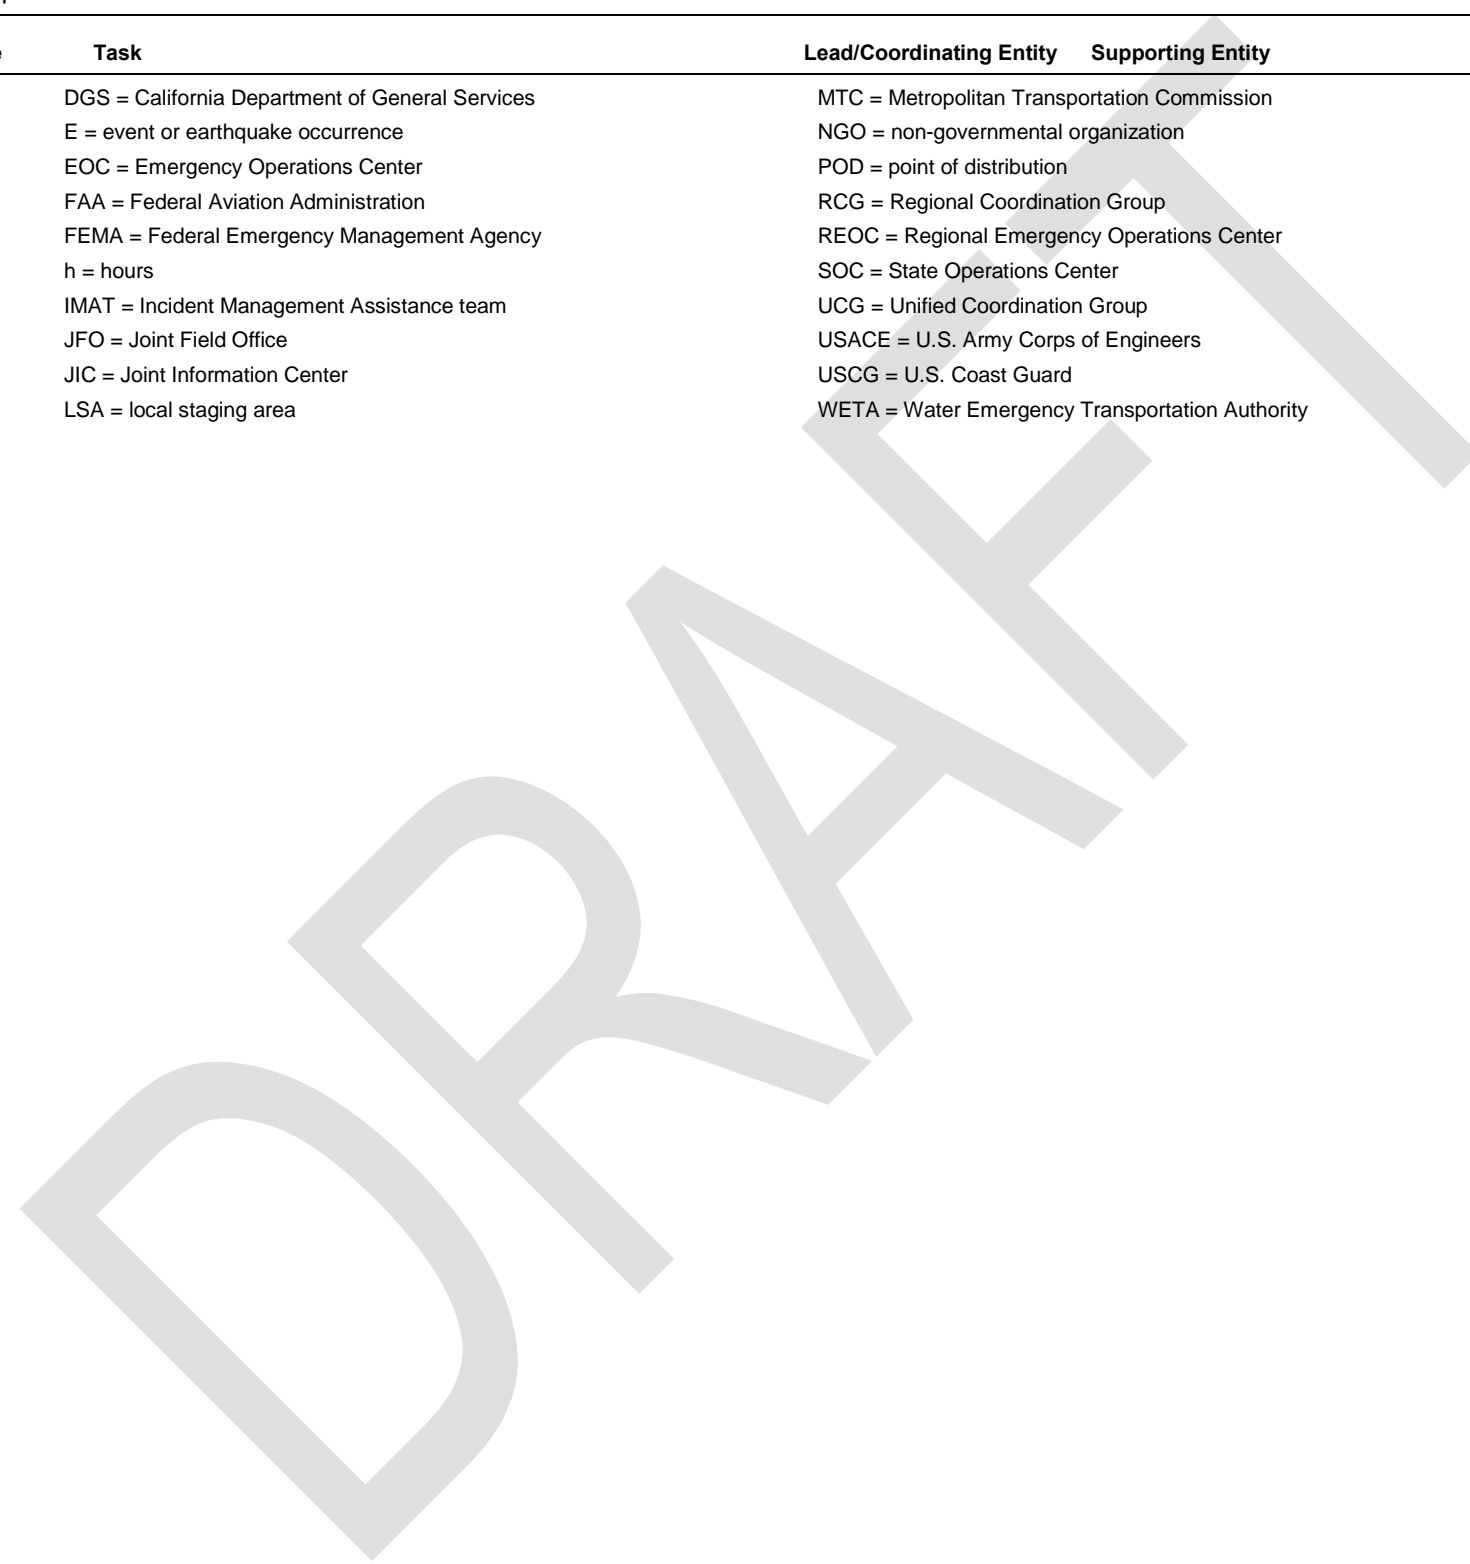 Task Lead/Coordinating Entity Supporting Entity
DGS = California Department of General Services
E = event or earthquake occurrence
EOC = Emergency Operations Center
FAA = Federal Aviation Administration
FEMA = Federal Emergency Management Agency
h = hours
IMAT = Incident Management Assistance team
JFO = Joint Field Office
JIC = Joint Information Center
LSA = local staging area
MTC = Metropolitan Transportation Commission
NGO = non-governmental organization
POD = point of distribution
RCG = Regional Coordination Group
REOC = Regional Emergency Operations Center
SOC = State Operations Center
UCG = Unified Coordination Group
USACE = U.S. Army Corps of Engineers
USCG = U.S. Coast Guard
WETA = Water Emergency Transportation Authority
DRAFT